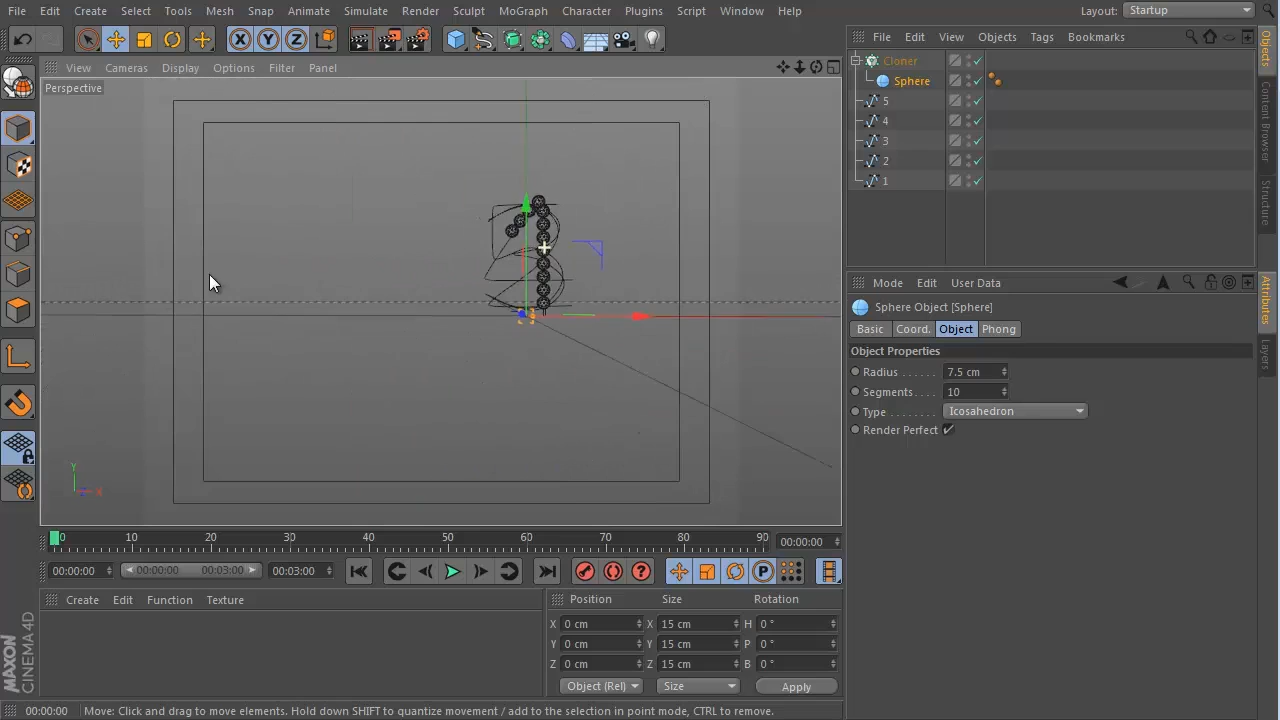 File Edit Create Select Tools Mesh Snap Animate Simulate Render Sculpt MoGraph Character Plugins Script Window Help Layout: Startup
X Y Z
File Edit View Objects Tags Bookmarks
View Cameras Display Options Filter Panel
Perspective
Cloner
Sphere
5
4
3
2
1
Objects
Content Browser
Structure
Mode Edit User Data
Sphere Object [Sphere]
Basic Coord. Object Phong
Object Properties
Radius 7.5 cm
Segments 10
Type Icosahedron
Render Perfect
Attributes
Layers
Y
X
0 10 20 30 40 50 60 70 80 90 00:00:00
00:00:00 00:00:00 00:03:00 00:03:00 P
Create Edit Function Texture
Position Size Rotation
X 0 cm X 15 cm H 0 °
Y 0 cm Y 15 cm P 0 °
Z 0 cm Z 15 cm B 0 °
Object (Rel) Size Apply
MAXON
CINEMA 4D
00:00:00 Move: Click and drag to move elements. Hold down SHIFT to quantize movement / add to the selection in point mode, CTRL to remove.